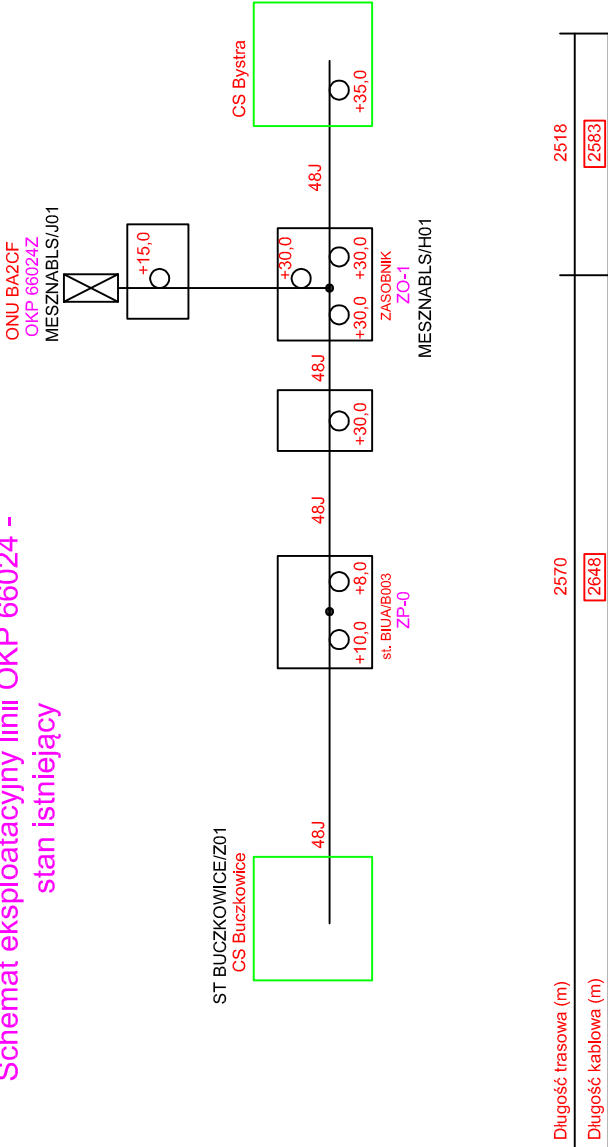 Schemat eksploatacyjny linii OKP 66024 -
stan istniejący
ST BUCZKOWICE/Z01
CS Buczkowice
48J
+10,0
+8,0
st. BIUA/B003
ZP-0
48J
+30,0
48J
ONU BA2CF
OKP 66024Z
MESZNABLS/J01
+15,0
+30,0
+30,0
+30,0
ZASOBNIK
ZO-1
MESZNABLS/H01
48J
CS Bystra
+35,0
Długość trasowa (m)
2570
2518
Długość kablowa (m)
2648
2583